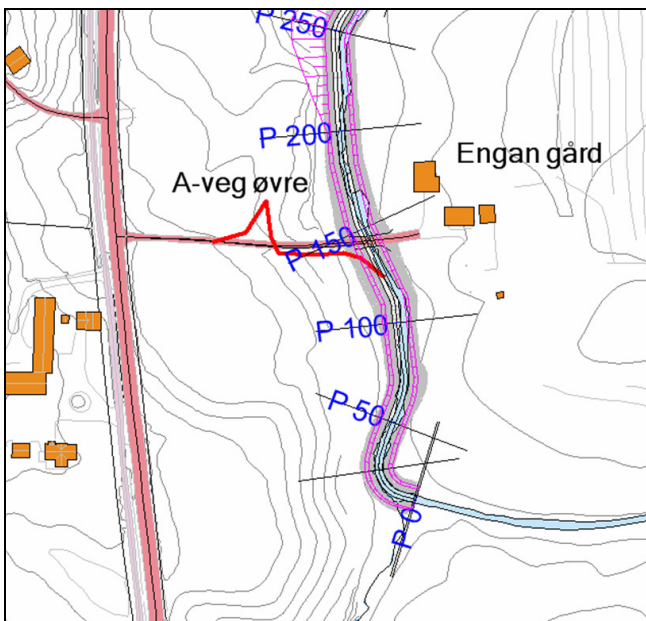 P 250
P 200
Engan gård
A-veg øvre
P 150
P 100
P 50
P 0